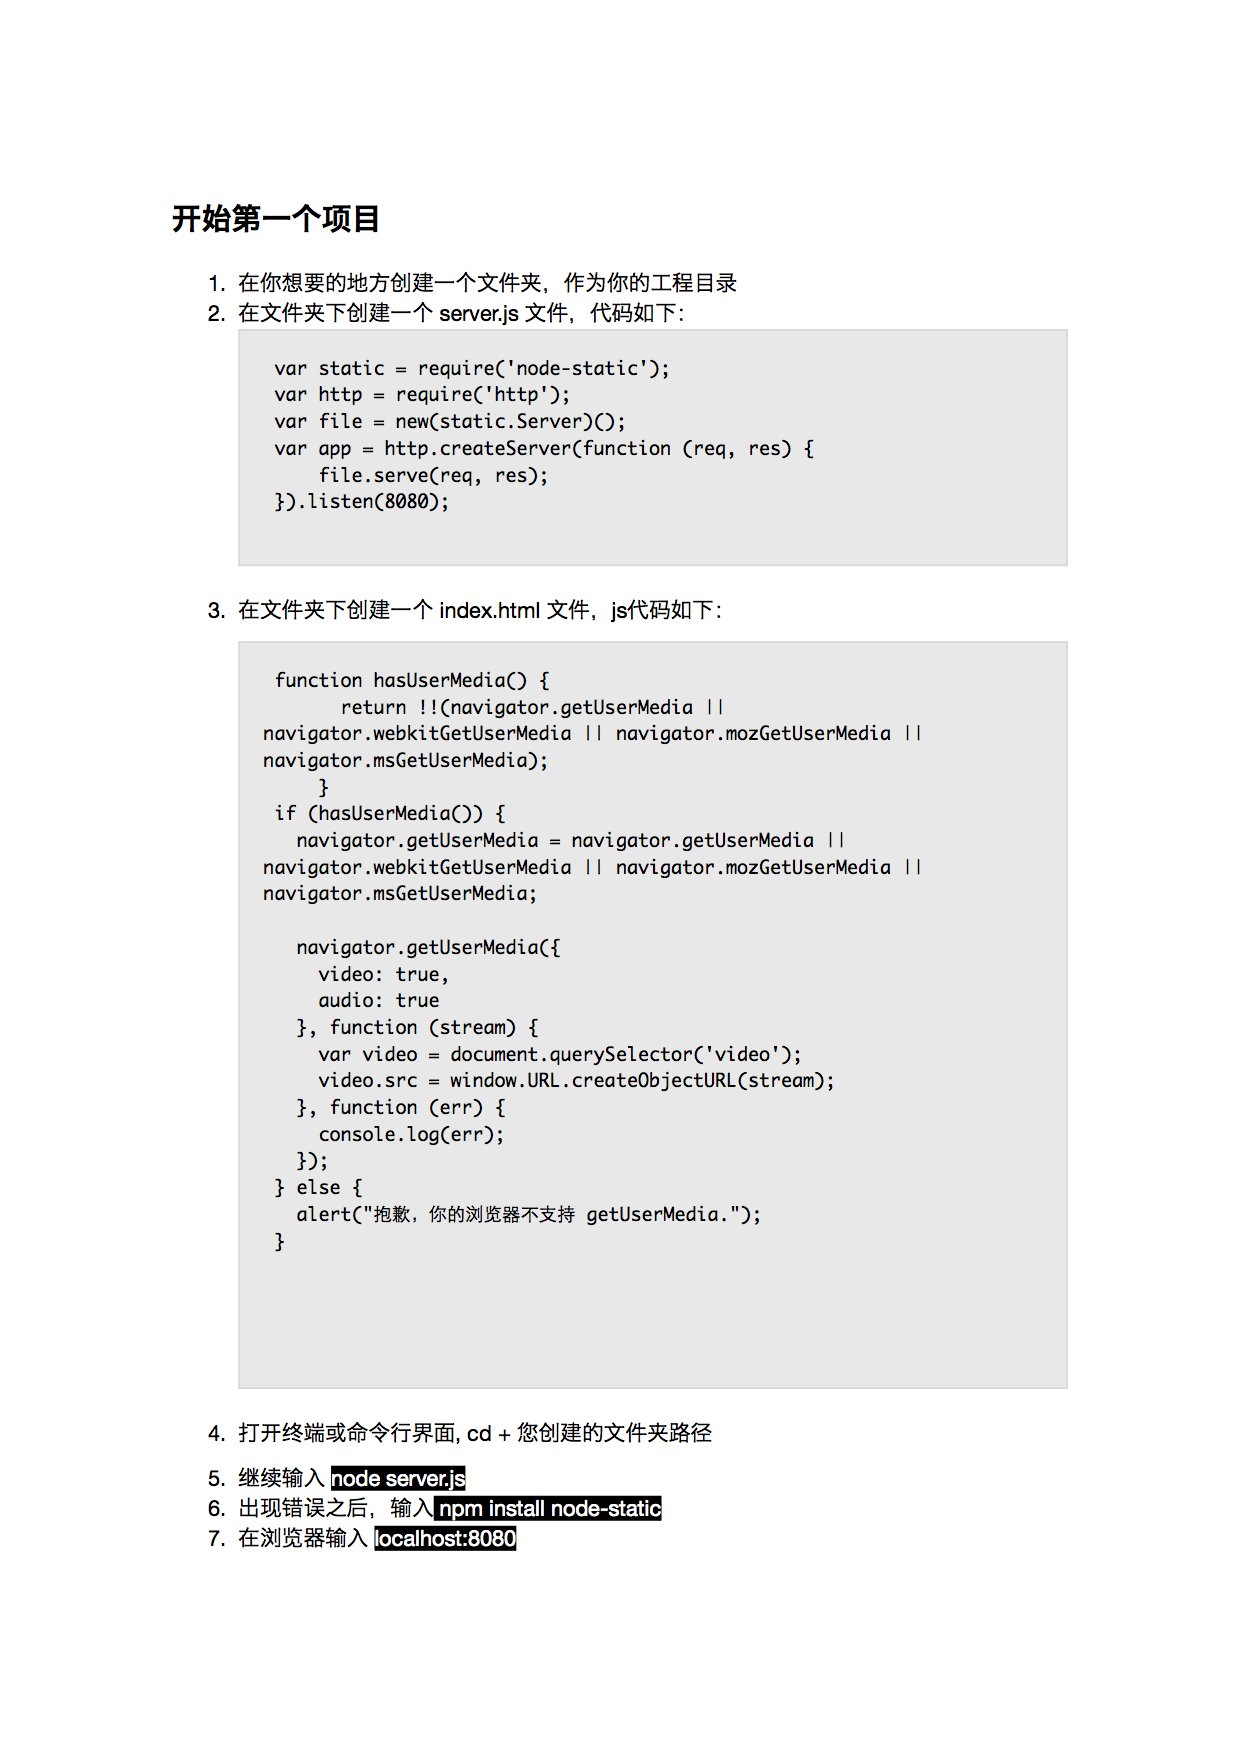 开始第一个项目
1. 在你想要的地方创建一个文件夹，作为你的工程目录
2. 在文件夹下创建一个 server.js 文件，代码如下：
var static = require('node-static');
var http = require('http');
var file = new(static.Server)();
var app = http.createServer(function (req, res) {
    file.serve(req, res);
}).listen(8080);
3. 在文件夹下创建一个 index.html 文件，js代码如下：
 function hasUserMedia() {
       return !!(navigator.getUserMedia ||
navigator.webkitGetUserMedia || navigator.mozGetUserMedia ||
navigator.msGetUserMedia);
     }
 if (hasUserMedia()) {
   navigator.getUserMedia = navigator.getUserMedia ||
navigator.webkitGetUserMedia || navigator.mozGetUserMedia ||
navigator.msGetUserMedia;
   navigator.getUserMedia({
     video: true,
     audio: true
   }, function (stream) {
     var video = document.querySelector('video');
     video.src = window.URL.createObjectURL(stream);
   }, function (err) {
     console.log(err);
   });
 } else {
   alert("抱歉，你的浏览器不支持 getUserMedia.");
 }
4. 打开终端或命令行界面, cd + 您创建的文件夹路径
5. 继续输入 node server.js
6. 出现错误之后，输入 npm install node-static
7. 在浏览器输入 localhost:8080